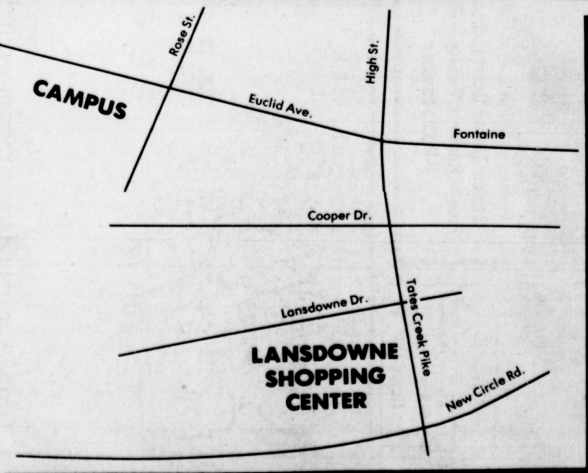 Rose St.
High St.
CAMPUS
Euclid Ave.
Fontaine
Cooper Dr.
Lansdowne Dr.
Tates Creek Pike
LANSDOWNE
SHOPPING
CENTER
New Circle Rd.